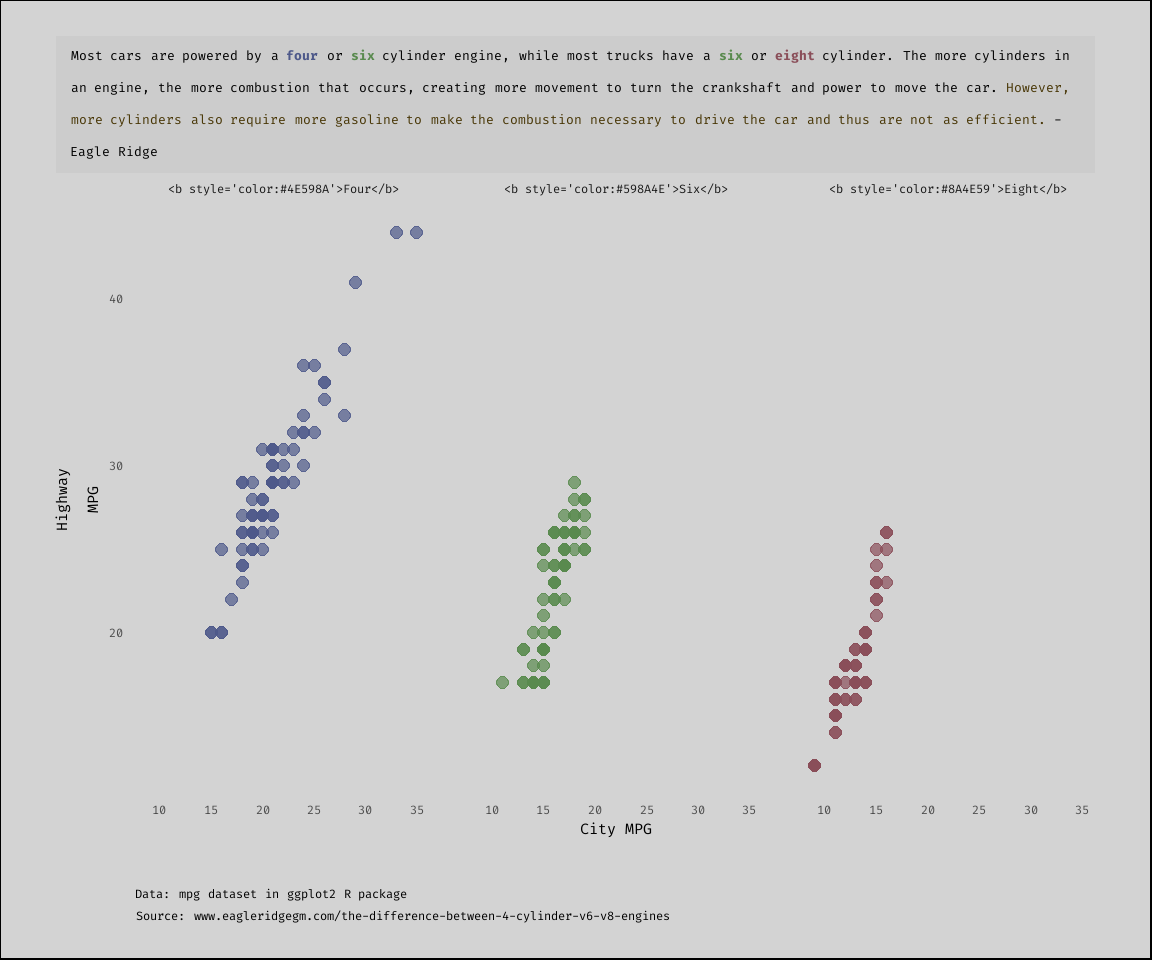 Most cars are powered by a four or six cylinder engine, while most trucks have a six or eight cylinder. The more cylinders in
an engine, the more combustion that occurs, creating more movement to turn the crankshaft and power to move the car. However,
more cylinders also require more gasoline to make the combustion necessary to drive the car and thus are not as efficient. -
Eagle Ridge
<b style='color:#4E598A'>Four</b> <b style='color:#598A4E'>Six</b> <b style='color:#8A4E59'>Eight</b>
40
30
20
Highway
MPG
10 15 20 25 30 35 10 15 20 25 30 35 10 15 20 25 30 35
City MPG
Data: mpg dataset in ggplot2 R package
Source: www.eagleridgegm.com/the-difference-between-4-cylinder-v6-v8-engines